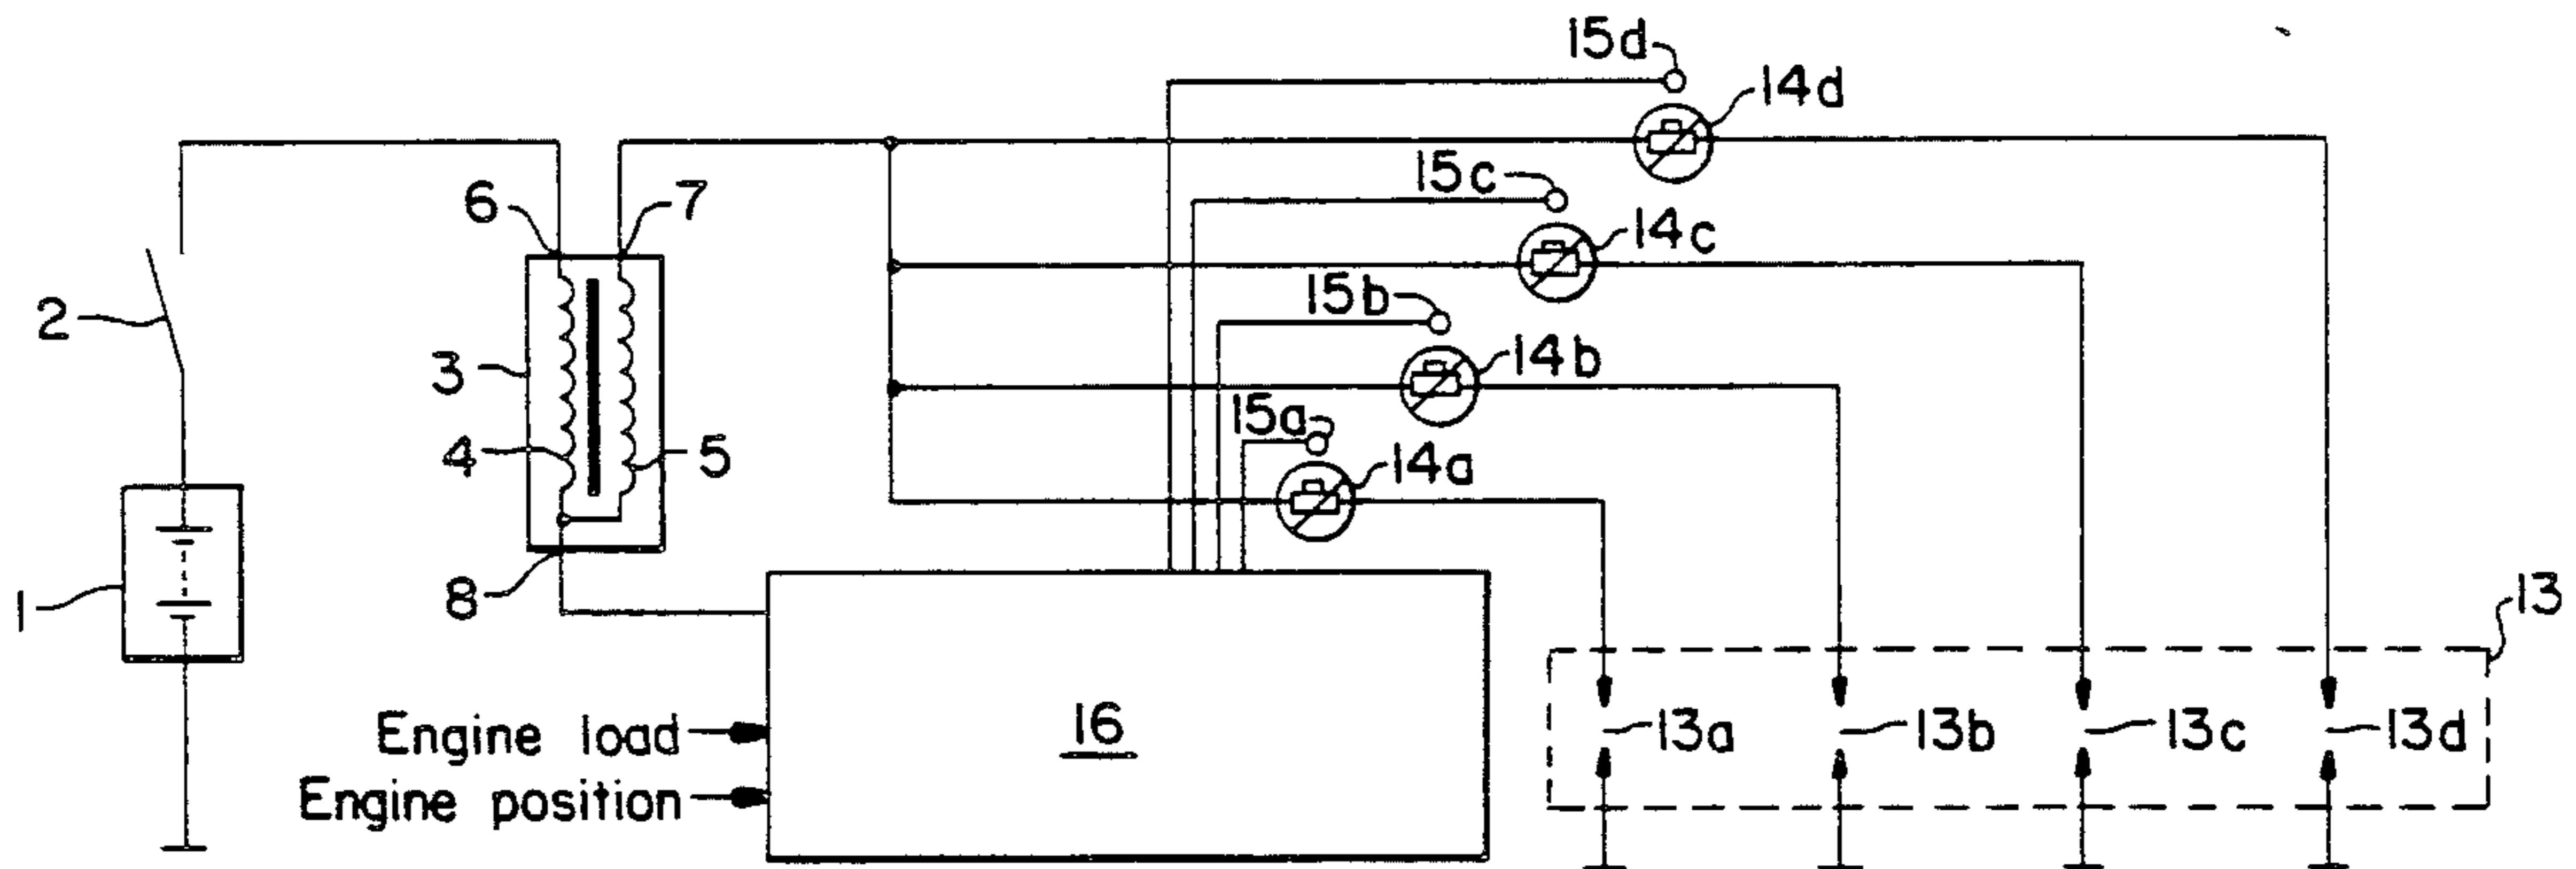 15d
14d
15c
6
7
14c
2
15b
3
14b
15a
4
5
14a
1
8
13
16
Engine load
13a
13b
13c
13d
Engine position